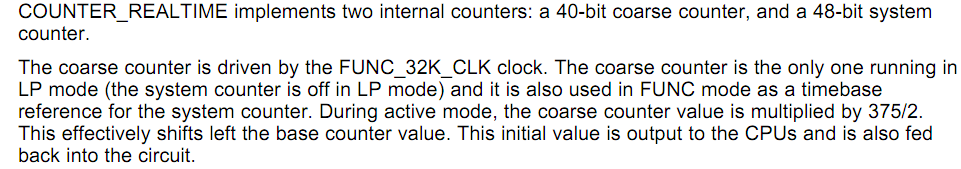 COUNTER_REALTIME implements two internal counters: a 40-bit coarse counter, and a 48-bit system
counter.
The coarse counter is driven by the FUNC_32K_CLK clock. The coarse counter is the only one running in
LP mode (the system counter is off in LP mode) and it is also used in FUNC mode as a timebase
reference for the system counter. During active mode, the coarse counter value is multiplied by 375/2.
This effectively shifts left the base counter value. This initial value is output to the CPUs and is also fed
back into the circuit.